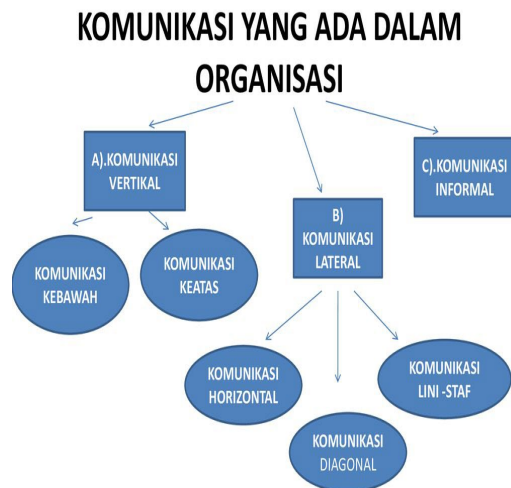 KOMUNIKASI YANG ADA DALAM
ORGANISASI
A).KOMUNIKASI
VERTIKAL
C).KOMUNIKASI
INFORMAL
B)
KOMUNIKASI
LATERAL
KOMUNIKASI
KEBAWAH
KOMUNIKASI
KEATAS
KOMUNIKASI
HORIZONTAL
KOMUNIKASI
DIAGONAL
KOMUNIKASI
LINI -STAF